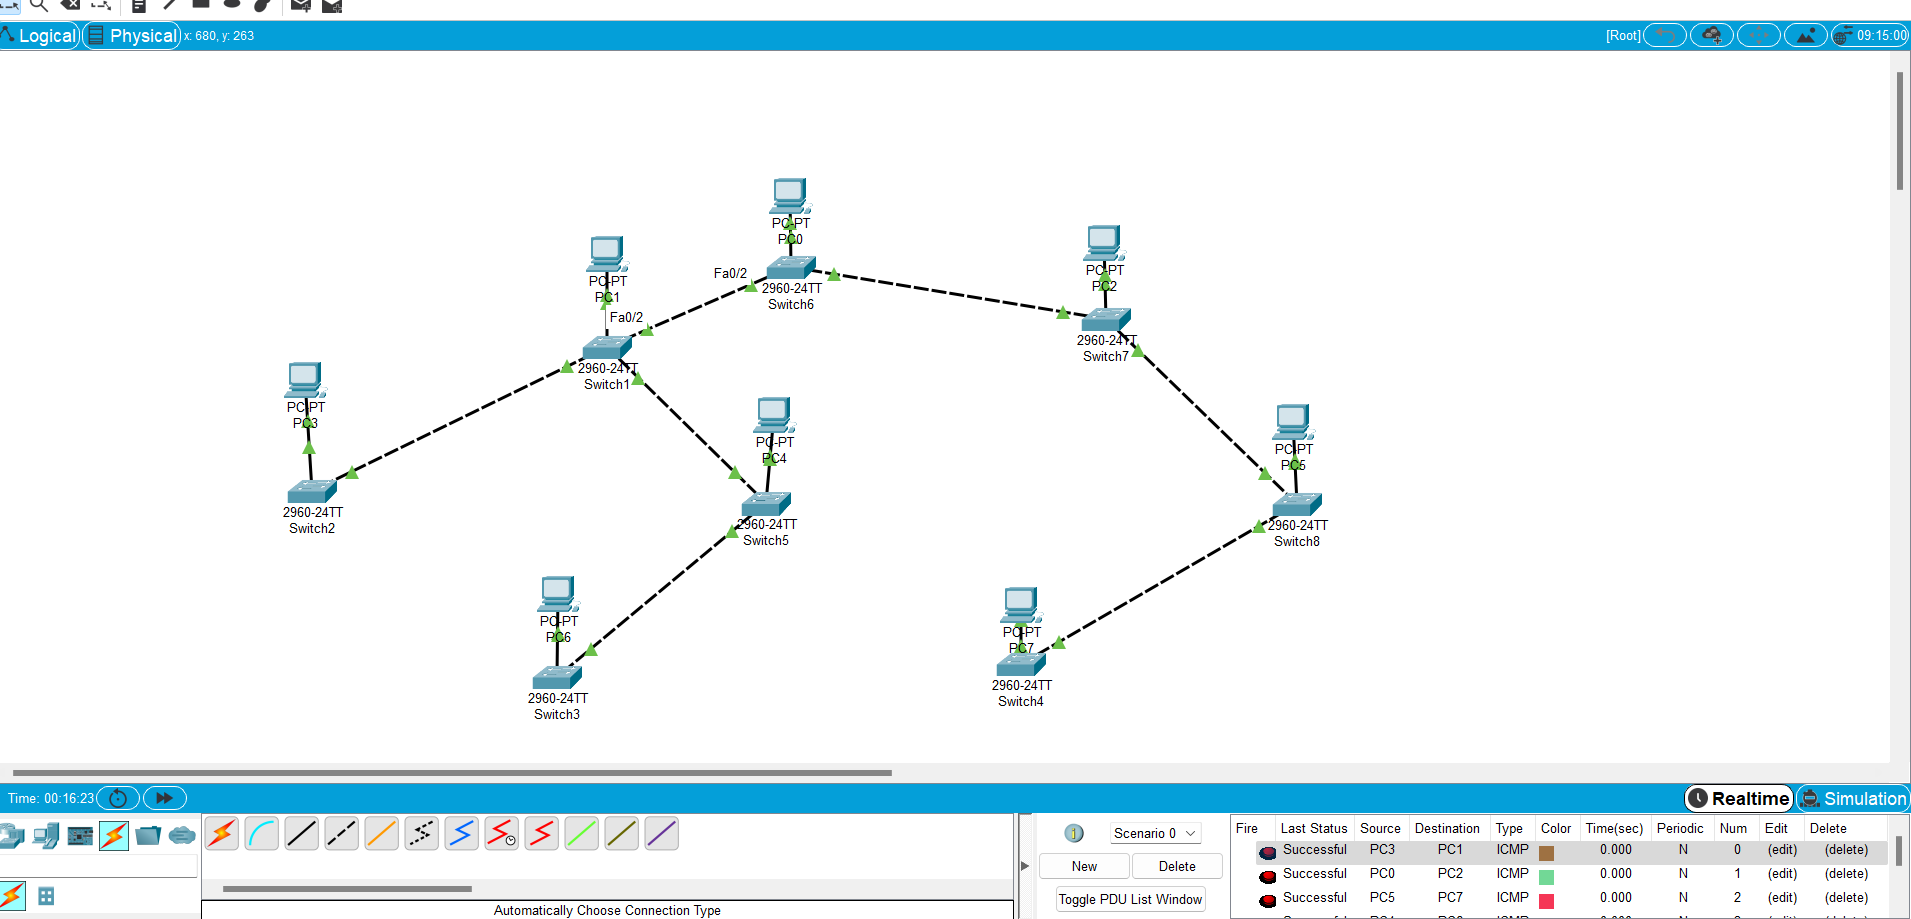 Logical Physical x: 680, y: 263 [Root] 09:15:00
PC-PT
PC0
PC-PT
PC1
Fa0/2
2960-24TT
Switch6
PC-PT
PC2
Fa0/2
2960-24TT
Switch1
2960-24TT
Switch7
PC-PT
PC3
PC-PT
PC4
PC-PT
PC5
2960-24TT
Switch2
2960-24TT
Switch5
2960-24TT
Switch8
PC-PT
PC6
PC-PT
PC7
2960-24TT
Switch3
2960-24TT
Switch4
Time: 00:16:23 Realtime Simulation
Scenario 0
New Delete
Toggle PDU List Window
Automatically Choose Connection Type
Fire Last Status Source Destination Type Color Time(sec) Periodic Num Edit Delete
Successful PC3 PC1 ICMP 0.000 N 0 (edit) (delete)
Successful PC0 PC2 ICMP 0.000 N 1 (edit) (delete)
Successful PC5 PC7 ICMP 0.000 N 2 (edit) (delete)